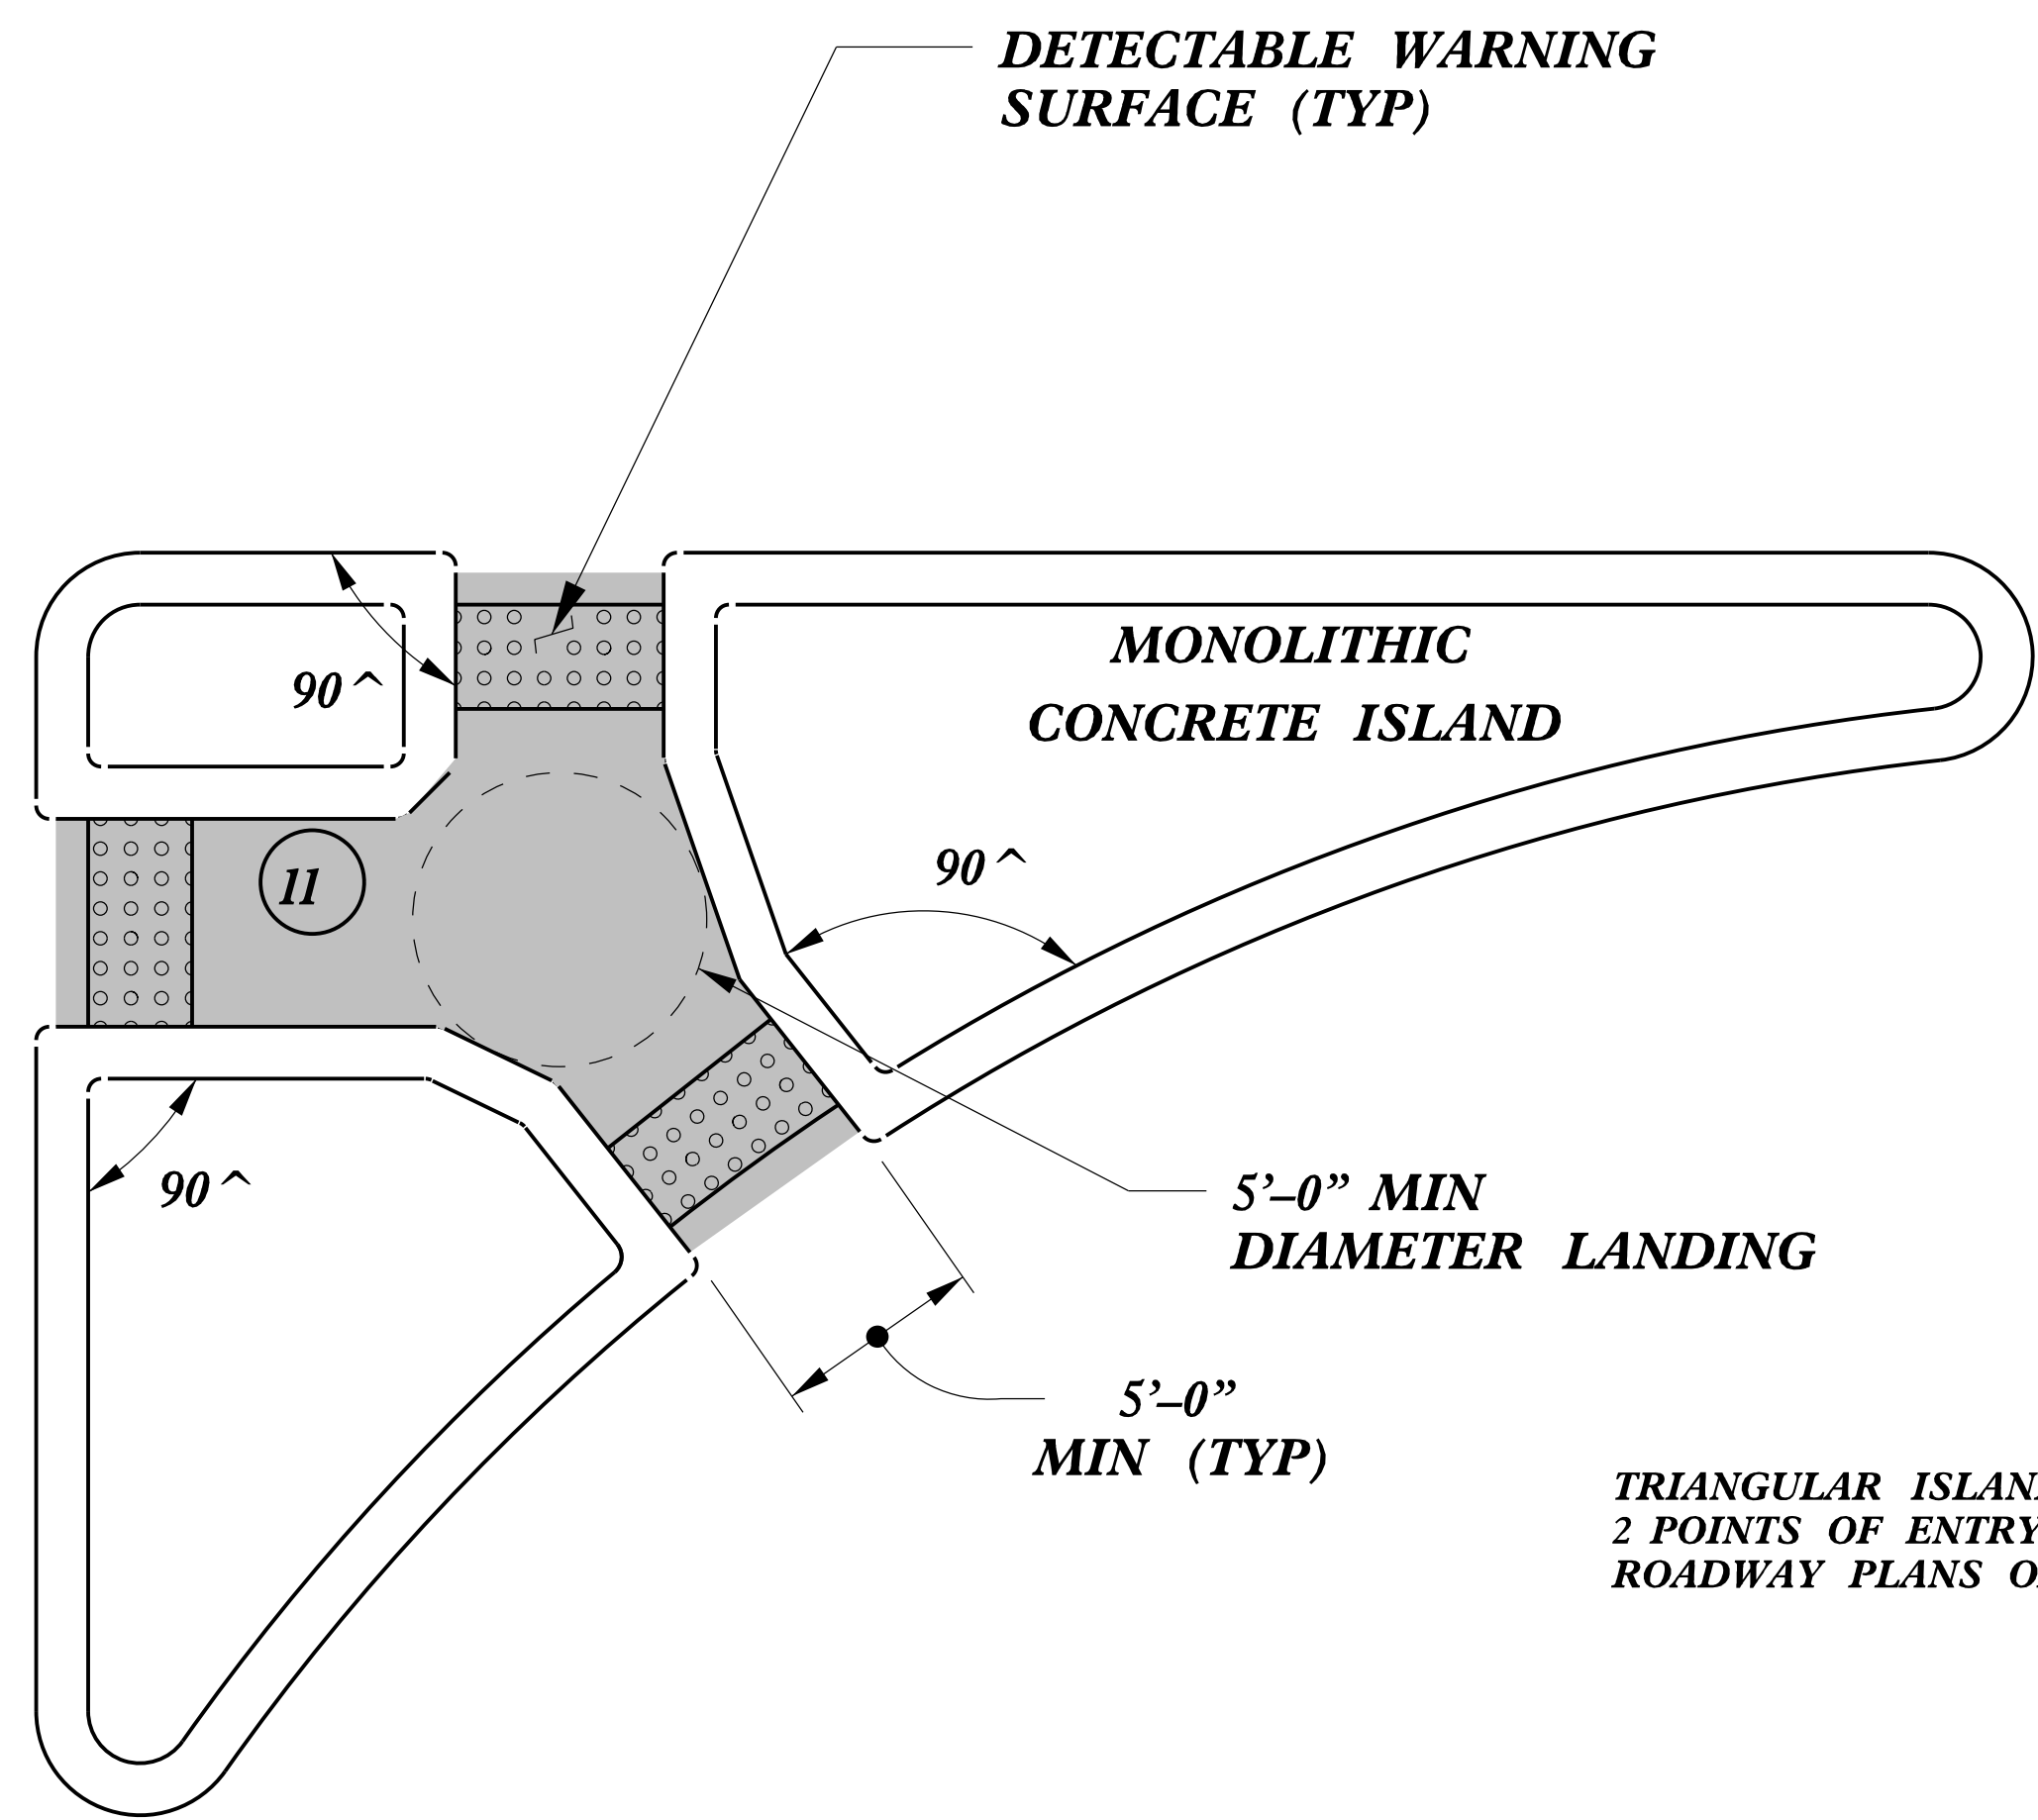 DETECTABLE WARNING
SURFACE (TYP)
MONOLITHIC
90^
CONCRETE ISLAND
90^
11
90^
5'–0” MIN
DIAMETER LANDING
5'–0”
MIN (TYP)
TRIANGULAR
2 POINTS OF ENTRY
ROADWAY PLANS